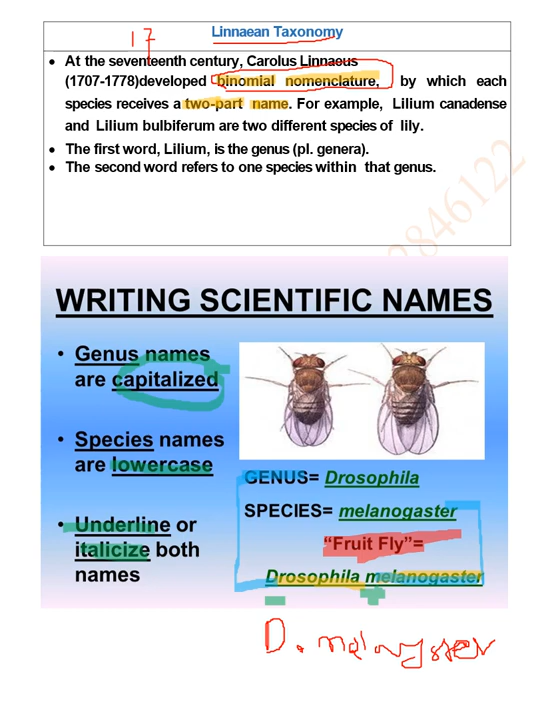 17
Linnaean Taxonomy
• At the seventeenth century, Carolus Linnaeus
(1707-1778)developed binomial nomenclature, by which each
species receives a two-part name. For example, Lilium canadense
and Lilium bulbiferum are two different species of lily.
• The first word, Lilium, is the genus (pl. genera).
• The second word refers to one species within that genus.
2846122
WRITING SCIENTIFIC NAMES
• Genus names
are capitalized
• Species names
are lowercase
• Underline or
italicize both
names
GENUS= Drosophila
SPECIES= melanogaster
“Fruit Fly”=
Drosophila melanogaster
D.